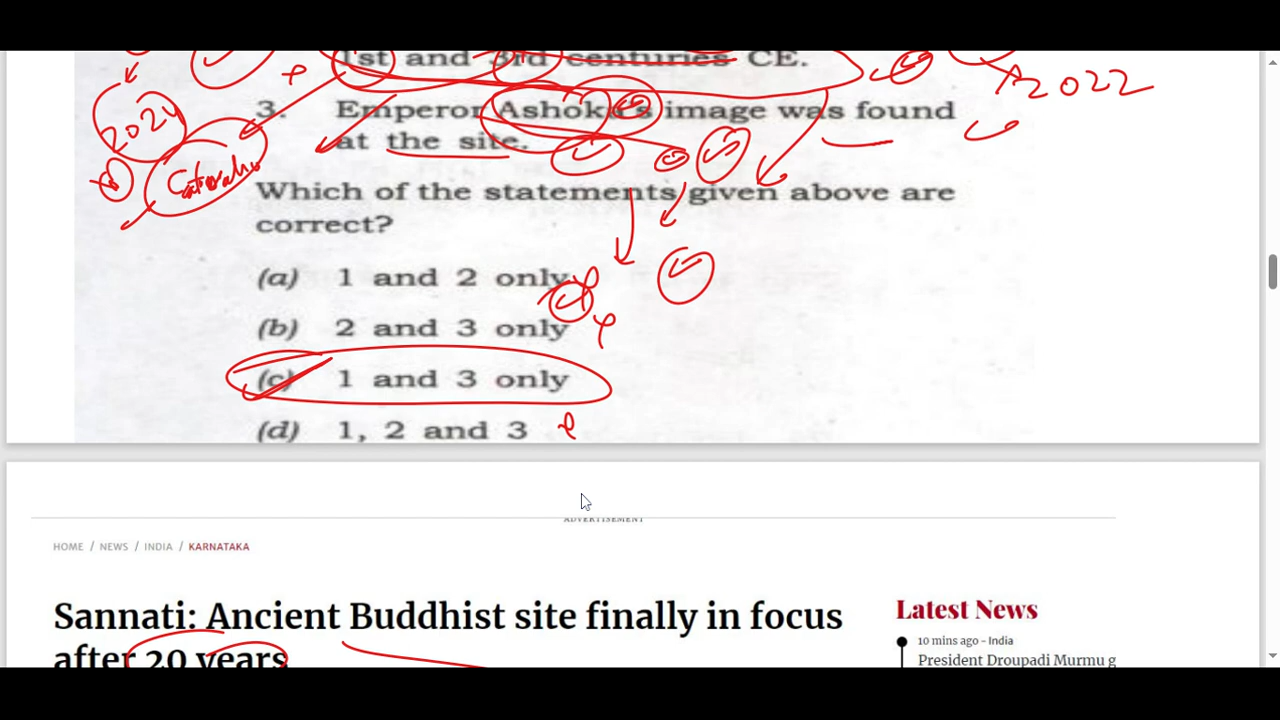 1st and 3rd centuries CE.
2022
3. Emperor Ashoka's image was found
2024
at the site.
Which of the statements given above are
correct?
(a) 1 and 2 only
(b) 2 and 3 only
(c) 1 and 3 only
(d) 1, 2 and 3
ADVERTISEMENT
HOME / NEWS / INDIA / KARNATAKA
Sannati: Ancient Buddhist site finally in focus
after 20 years
Latest News
10 mins ago - India
President Droupadi Murmu g